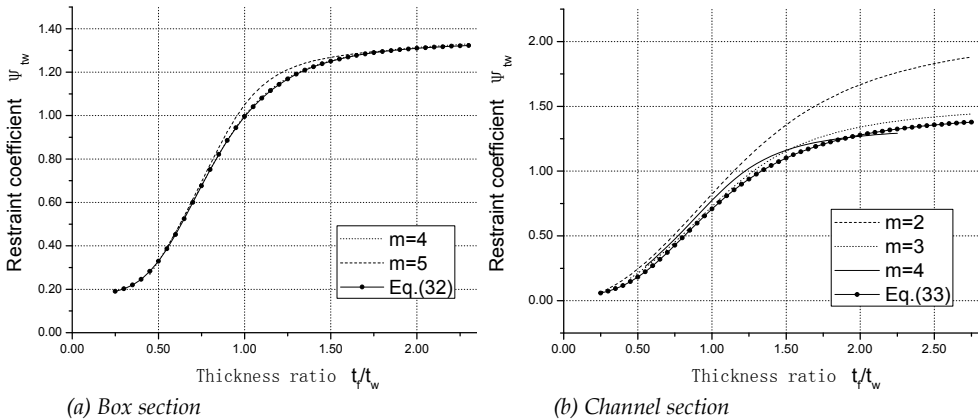 Restraint coefficient Ψtw
1.40
1.20
1.00
0.80
0.60
0.40
0.20
0.00
m=4
m=5
Eq.(32)
0.00 0.50 1.00 1.50 2.00
Thickness ratio tf/tw
(a) Box section
Restraint coefficient Ψtw
2.00
1.50
1.00
0.50
0.00
m=2
m=3
m=4
Eq.(33)
0.00 0.50 1.00 1.50 2.00 2.50
Thickness ratio tf/tw
(b) Channel section